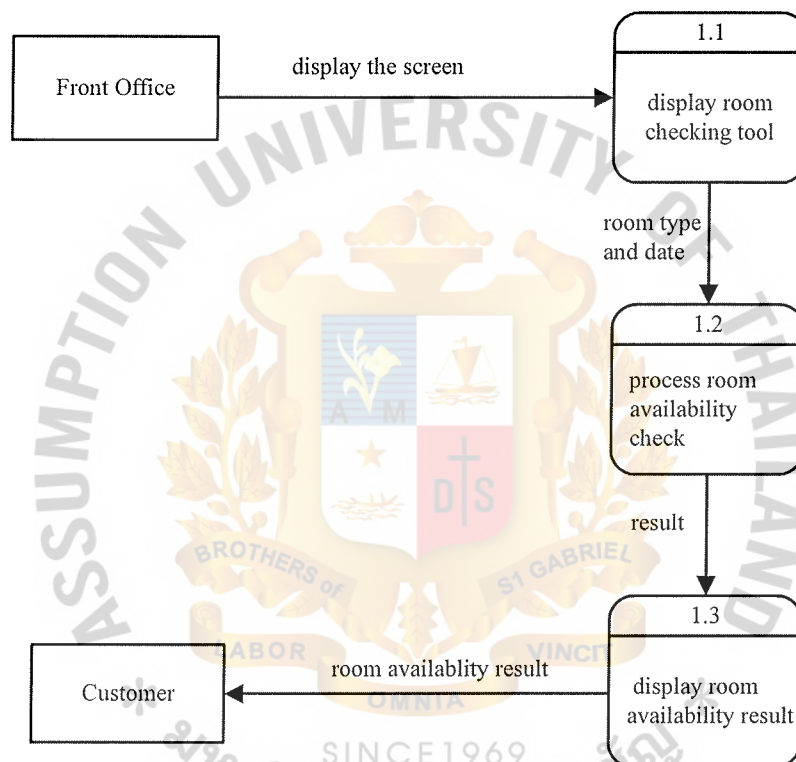 1.1
Front Office
display the screen
display room
checking tool
room type
and date
1.2
process room
availability
check
result
1.3
room availablity result
Customer
display room
availability result
ASSUMPTION UNIVERSITY OF THAILAND
A M
D S
BROTHERS of
S1 GABRIEL
LABOR
VINCIT
OMNIA
SINCE1969